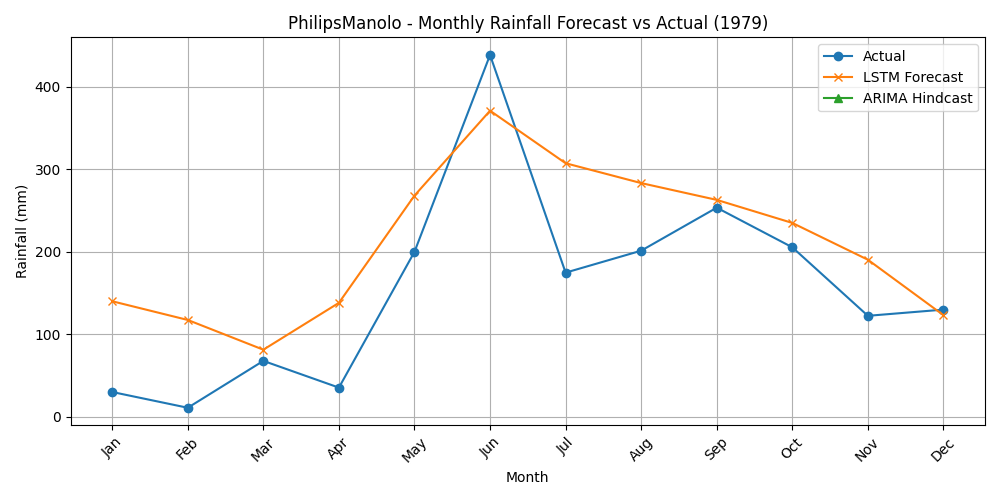 PhilipsManolo - Monthly Rainfall Forecast vs Actual (1979)
Actual
LSTM Forecast
ARIMA Hindcast
Rainfall (mm)
400
300
200
100
0
Jan Feb Mar Apr May Jun Jul Aug Sep Oct Nov Dec
Month